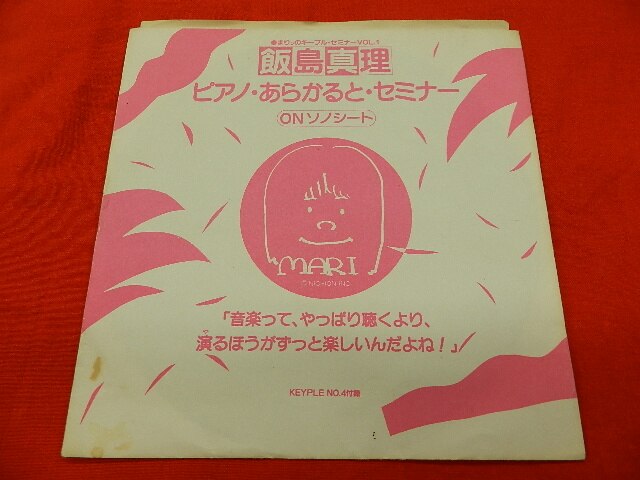 ●まりンのキープル・セミナーVOL.1
飯島真理
ピアノ・あらかると・セミナー
ONソノシート
MARI
「音楽って、やっぱり聴くより、
演るほうがずっと楽しいんだよね！」
KEYPLE NO.4付録